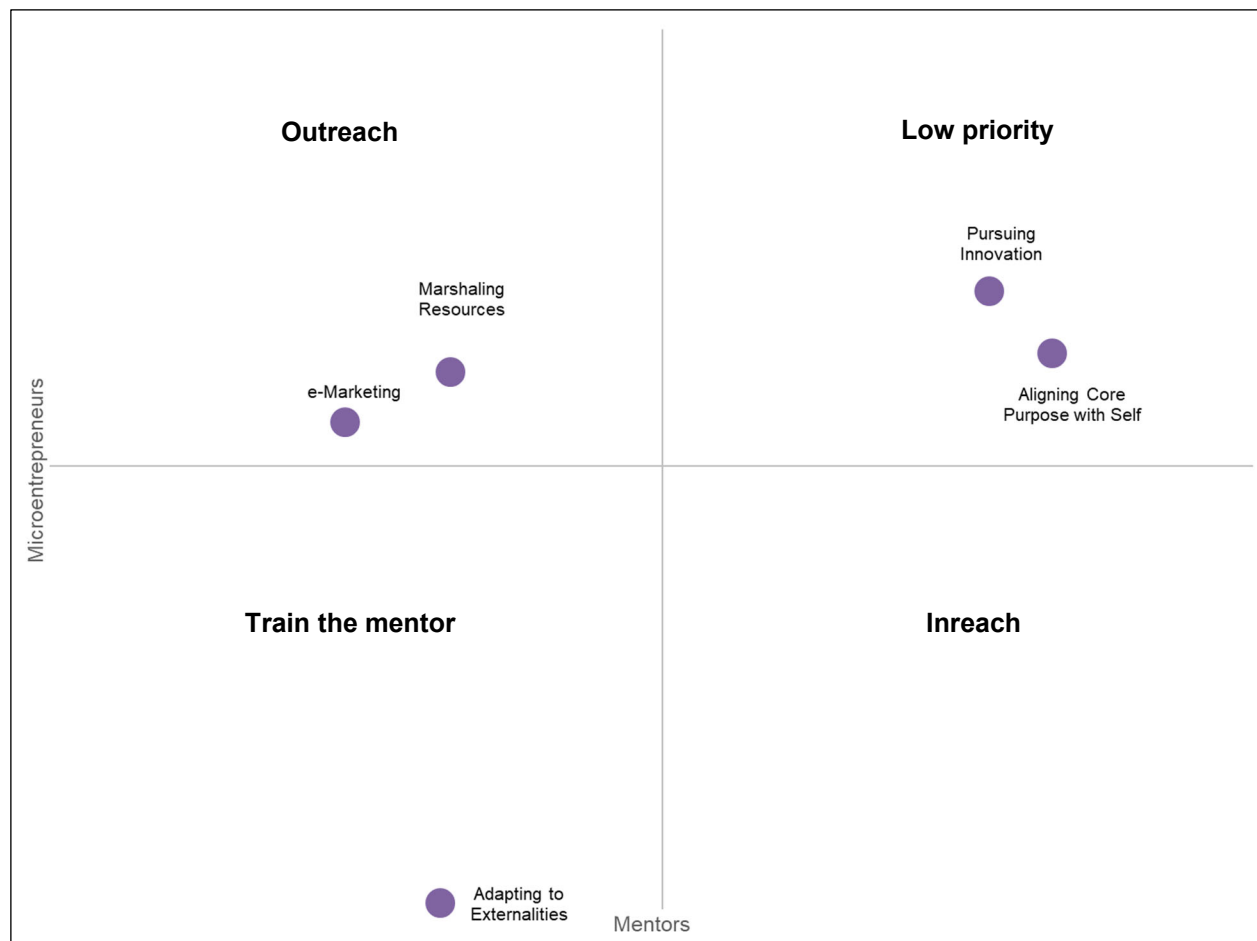 Outreach
Low priority
Pursuing
Innovation
Marshaling
Resources
e-Marketing
Aligning Core
Purpose with Self
Microentrepreneurs
Train the mentor
Inreach
Adapting to
Externalities
Mentors